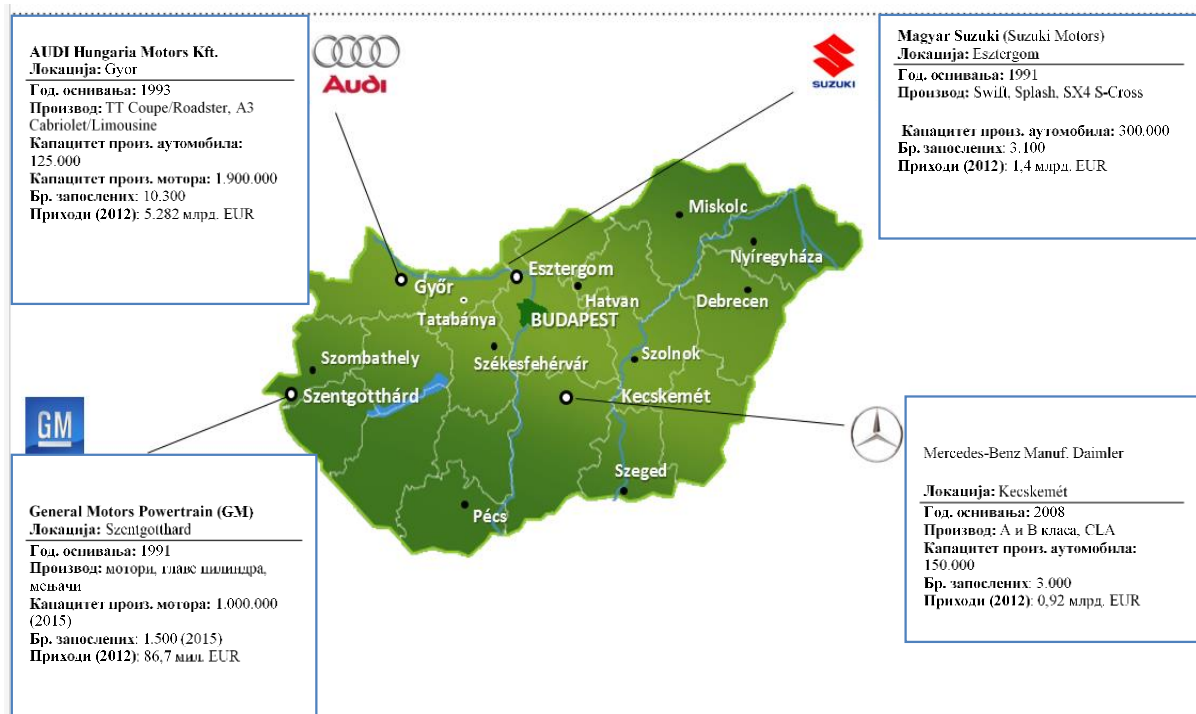 AUDI Hungaria Motors Kft.
Локација: Gyor
Год. оснивања: 1993
Производ: TT Coupe/Roadster, A3
Cabriolet/Limousine
Капацитет произ. аутомобила:
125.000
Капацитет произ. мотора: 1.900.000
Бр. запослених: 10.300
Приходи (2012): 5.282 млрд. EUR
Audi
SUZUKI
Magyar Suzuki (Suzuki Motors)
Локација: Esztergom
Год. оснивања: 1991
Производ: Swift, Splash, SX4 S-Cross
Капацитет произ. аутомобила: 300.000
Бр. запослених: 3.100
Приходи (2012): 1,4 млрд. EUR
Miskolc
Nyíregyháza
Esztergom
Győr
Hatvan
Debrecen
Tatabánya
BUDAPEST
Szombathely
Székesfehérvár
Szolnok
Szentgotthárd
Kecskemét
Szeged
Pécs
GM
General Motors Powertrain (GM)
Локација: Szentgotthard
Год. оснивања: 1991
Производ: мотори, главе цилиндра,
мењачи
Капацитет произ. мотора: 1.000.000
(2015)
Бр. запослених: 1.500 (2015)
Приходи (2012): 86,7 мил. EUR
Mercedes-Benz Manuf. Daimler
Локација: Kecskemét
Год. оснивања: 2008
Производ: А и В класа, CLA
Капацитет произ. аутомобила:
150.000
Бр. запослених: 3.000
Приходи (2012): 0,92 млрд. EUR